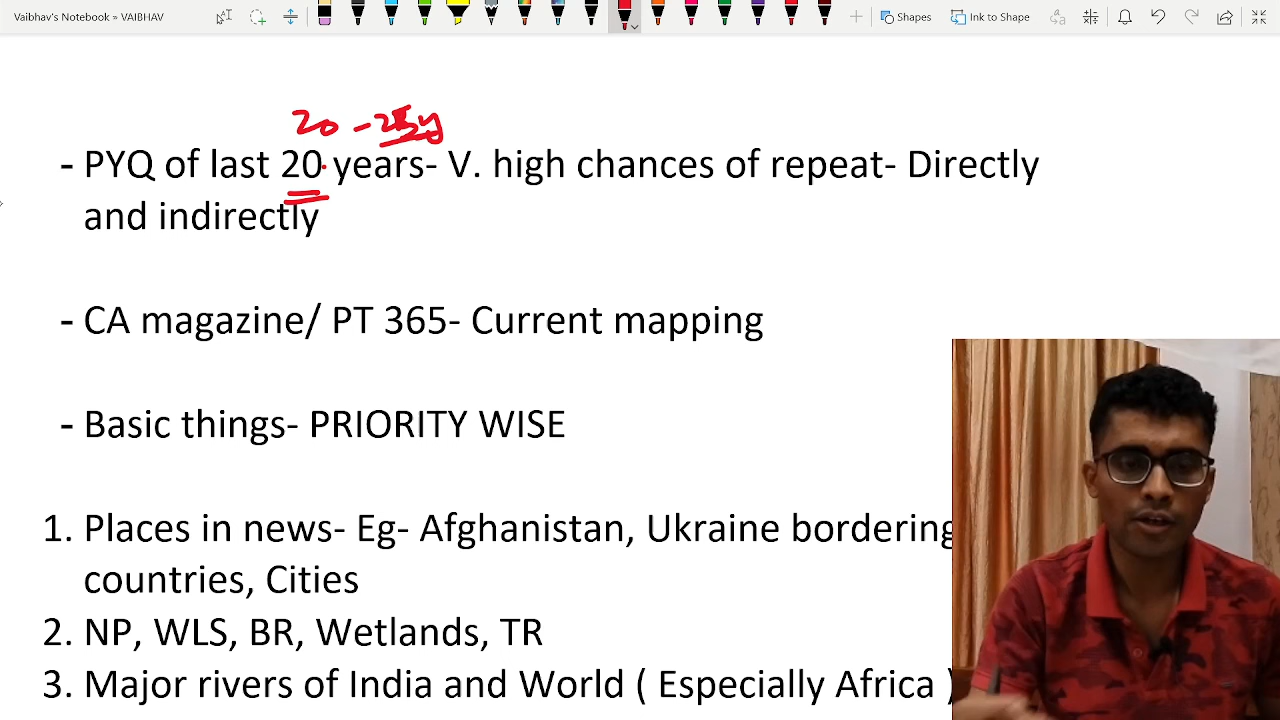 Vaibhav's Notebook » VAIBHAV
Shapes
Ink to Shape
20 - 25y
- PYQ of last 20 years- V. high chances of repeat- Directly
and indirectly
- CA magazine/ PT 365- Current mapping
- Basic things- PRIORITY WISE
1. Places in news- Eg- Afghanistan, Ukraine bordering
countries, Cities
2. NP, WLS, BR, Wetlands, TR
3. Major rivers of India and World ( Especially Africa )